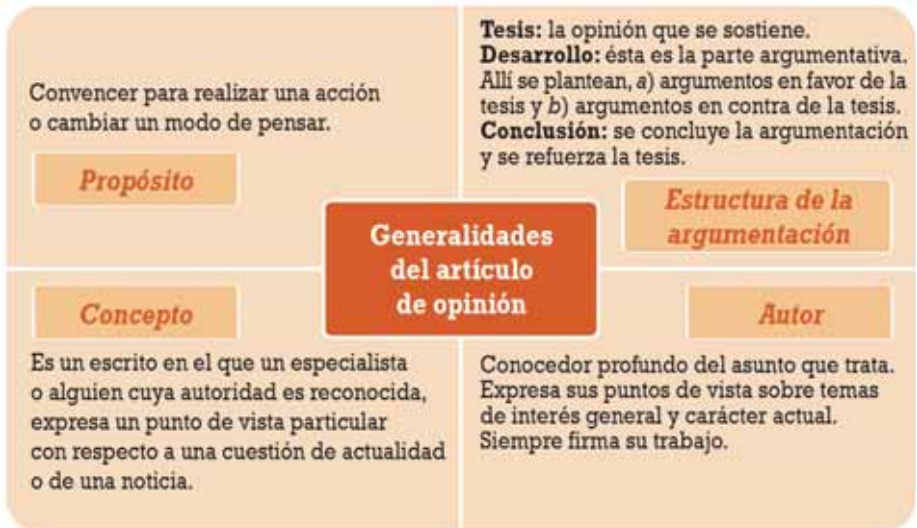 Convencer para realizar una acción
o cambiar un modo de pensar.
Propósito
Tesis: la opinión que se sostiene.
Desarrollo: ésta es la parte argumentativa.
Allí se plantean, a) argumentos en favor de la
tesis y b) argumentos en contra de la tesis.
Conclusión: se concluye la argumentación
y se refuerza la tesis.
Estructura de la
argumentación
Generalidades
del artículo
de opinión
Concepto
Es un escrito en el que un especialista
o alguien cuya autoridad es reconocida,
expresa un punto de vista particular
con respecto a una cuestión de actualidad
o de una noticia.
Autor
Conocedor profundo del asunto que trata.
Expresa sus puntos de vista sobre temas
de interés general y carácter actual.
Siempre firma su trabajo.